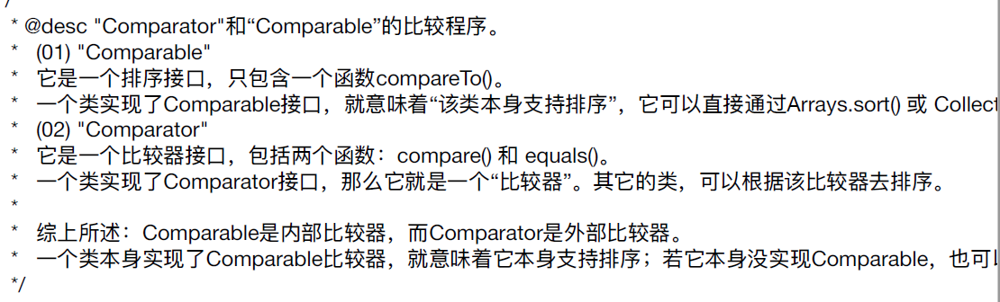 /
* @desc "Comparator"和“Comparable”的比较程序。
*   (01) "Comparable"
*   它是一个排序接口，只包含一个函数compareTo()。
*   一个类实现了Comparable接口，就意味着“该类本身支持排序”，它可以直接通过Arrays.sort() 或 Collect
*   (02) "Comparator"
*   它是一个比较器接口，包括两个函数：compare() 和 equals()。
*   一个类实现了Comparator接口，那么它就是一个“比较器”。其它的类，可以根据该比较器去排序。
*
*   综上所述：Comparable是内部比较器，而Comparator是外部比较器。
*   一个类本身实现了Comparable比较器，就意味着它本身支持排序；若它本身没实现Comparable，也可以
*/